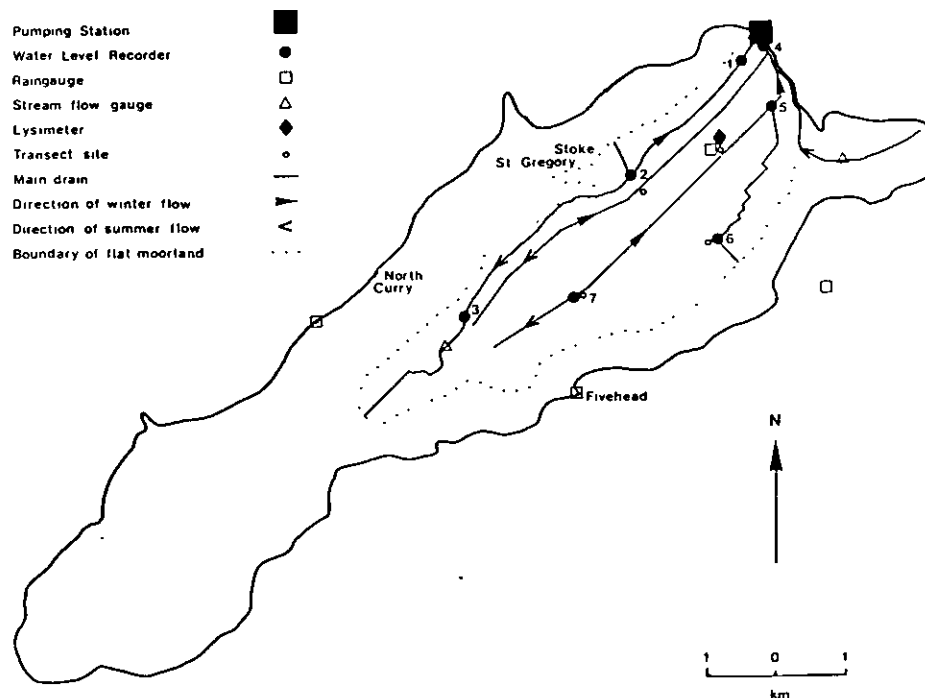 Pumping Station
Water Level Recorder
Raingauge
Stream flow gauge
Lysimeter
Transect site
Main drain
Direction of winter flow
Direction of summer flow
Boundary of flat moorland
4
1
5
Stoke
St Gregory
2
6
North
Curry
7
3
Fivehead
N
1 0 1
km